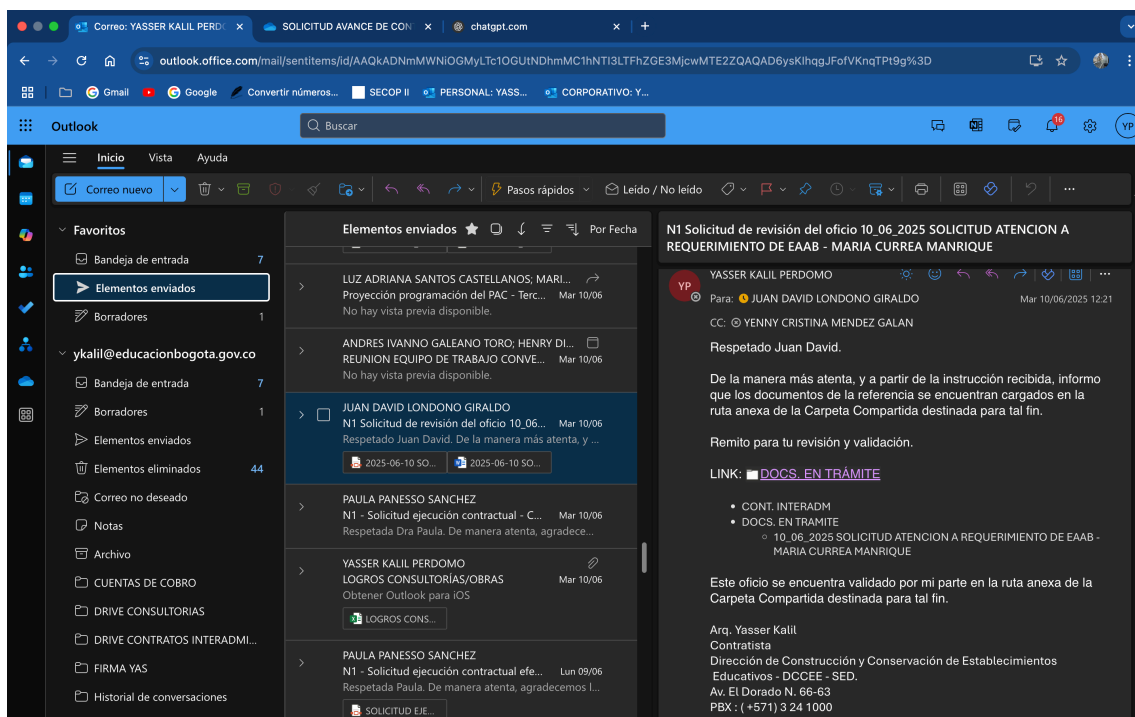 Correo: YASSER KALIL PERDO
SOLICITUD AVANCE DE CON
chatgpt.com
outlook.office.com/mail/sentitems/id/AAQkADNmMWNiOGMyLTc1OGUtNDhmMC1hNTI3LTFhZGE3MjcwMTE2ZQAQAD6ysKIhqgJFofVKnqTPt9g%3D
Gmail
Google
Convertir números...
SECOP II
PERSONAL: YASS...
CORPORATIVO: Y...
Outlook
Buscar
16
YP
Inicio
Vista
Ayuda
Correo nuevo
Pasos rápidos
Leído / No leído
Favoritos
Bandeja de entrada 7
Elementos enviados
Borradores 1
ykalil@educacionbogota.gov.co
Bandeja de entrada 7
Borradores 1
Elementos enviados
Elementos eliminados 44
Correo no deseado
Notas
Archivo
CUENTAS DE COBRO
DRIVE CONSULTORIAS
DRIVE CONTRATOS INTERADMI...
FIRMA YAS
Historial de conversaciones
Elementos enviados
Por Fecha
LUZ ADRIANA SANTOS CASTELLANOS; MARI...
Proyección programación del PAC - Terc... Mar 10/06
No hay vista previa disponible.
ANDRES IVANNO GALEANO TORO; HENRY DI...
REUNION EQUIPO DE TRABAJO CONVE... Mar 10/06
No hay vista previa disponible.
JUAN DAVID LONDONO GIRALDO
N1 Solicitud de revisión del oficio 10_06... Mar 10/06
Respetado Juan David. De la manera más atenta, y ...
2025-06-10 SO...
2025-06-10 SO...
PAULA PANESSO SANCHEZ
N1 - Solicitud ejecución contractual - C... Mar 10/06
Respetada Dra Paula. De manera atenta, agradece...
YASSER KALIL PERDOMO
LOGROS CONSULTORÍAS/OBRAS Mar 10/06
Obtener Outlook para iOS
LOGROS CONS...
PAULA PANESSO SANCHEZ
N1 - Solicitud ejecución contractual efe... Lun 09/06
Respetada Paula. De manera atenta, agradecemos l...
SOLICITUD EJE...
N1 Solicitud de revisión del oficio 10_06_2025 SOLICITUD ATENCION A
REQUERIMIENTO DE EAAB - MARIA CURREA MANRIQUE
YP
YASSER KALIL PERDOMO
Para: JUAN DAVID LONDONO GIRALDO
Mar 10/06/2025 12:21
CC: YENNY CRISTINA MENDEZ GALAN
Respetado Juan David.
De la manera más atenta, y a partir de la instrucción recibida, informo
que los documentos de la referencia se encuentran cargados en la
ruta anexa de la Carpeta Compartida destinada para tal fin.
Remito para tu revisión y validación.
LINK: DOCS. EN TRÁMITE
• CONT. INTERADM
• DOCS. EN TRAMITE
○ 10_06_2025 SOLICITUD ATENCION A REQUERIMIENTO DE EAAB -
MARIA CURREA MANRIQUE
Este oficio se encuentra validado por mi parte en la ruta anexa de la
Carpeta Compartida destinada para tal fin.
Arq. Yasser Kalil
Contratista
Dirección de Construcción y Conservación de Establecimientos
Educativos - DCCEE - SED.
Av. El Dorado N. 66-63
PBX : ( +571) 3 24 1000